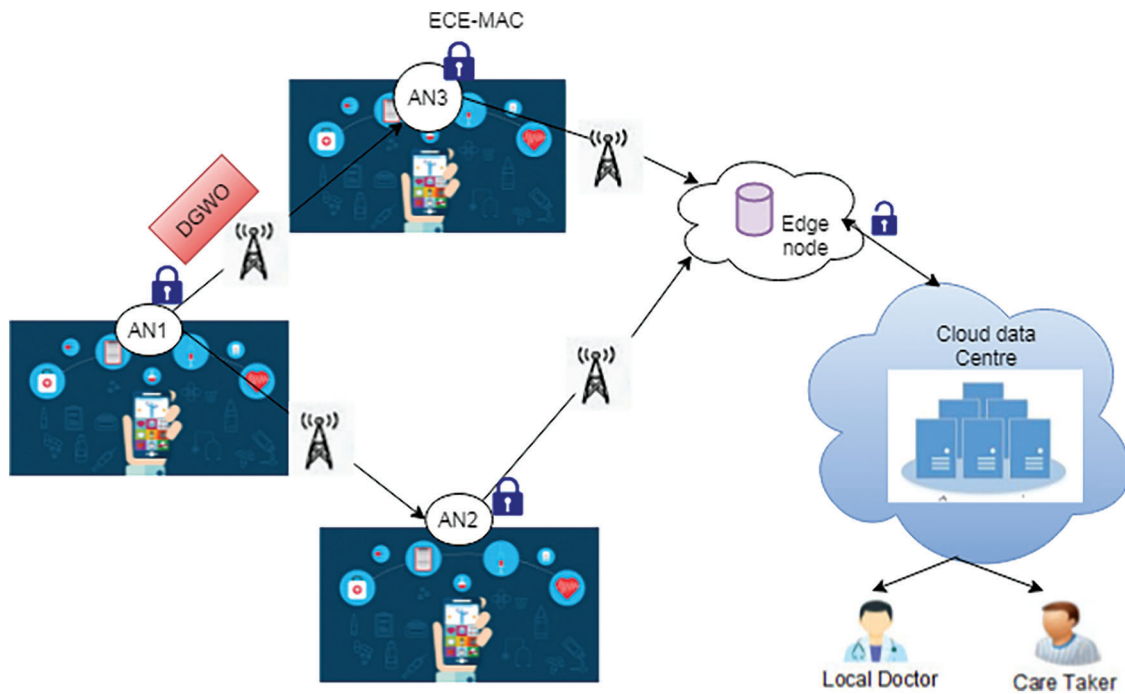 ECE-MAC
AN3
DGWO
Edge
node
AN1
Cloud data
Centre
AN2
Local Doctor
Care Taker